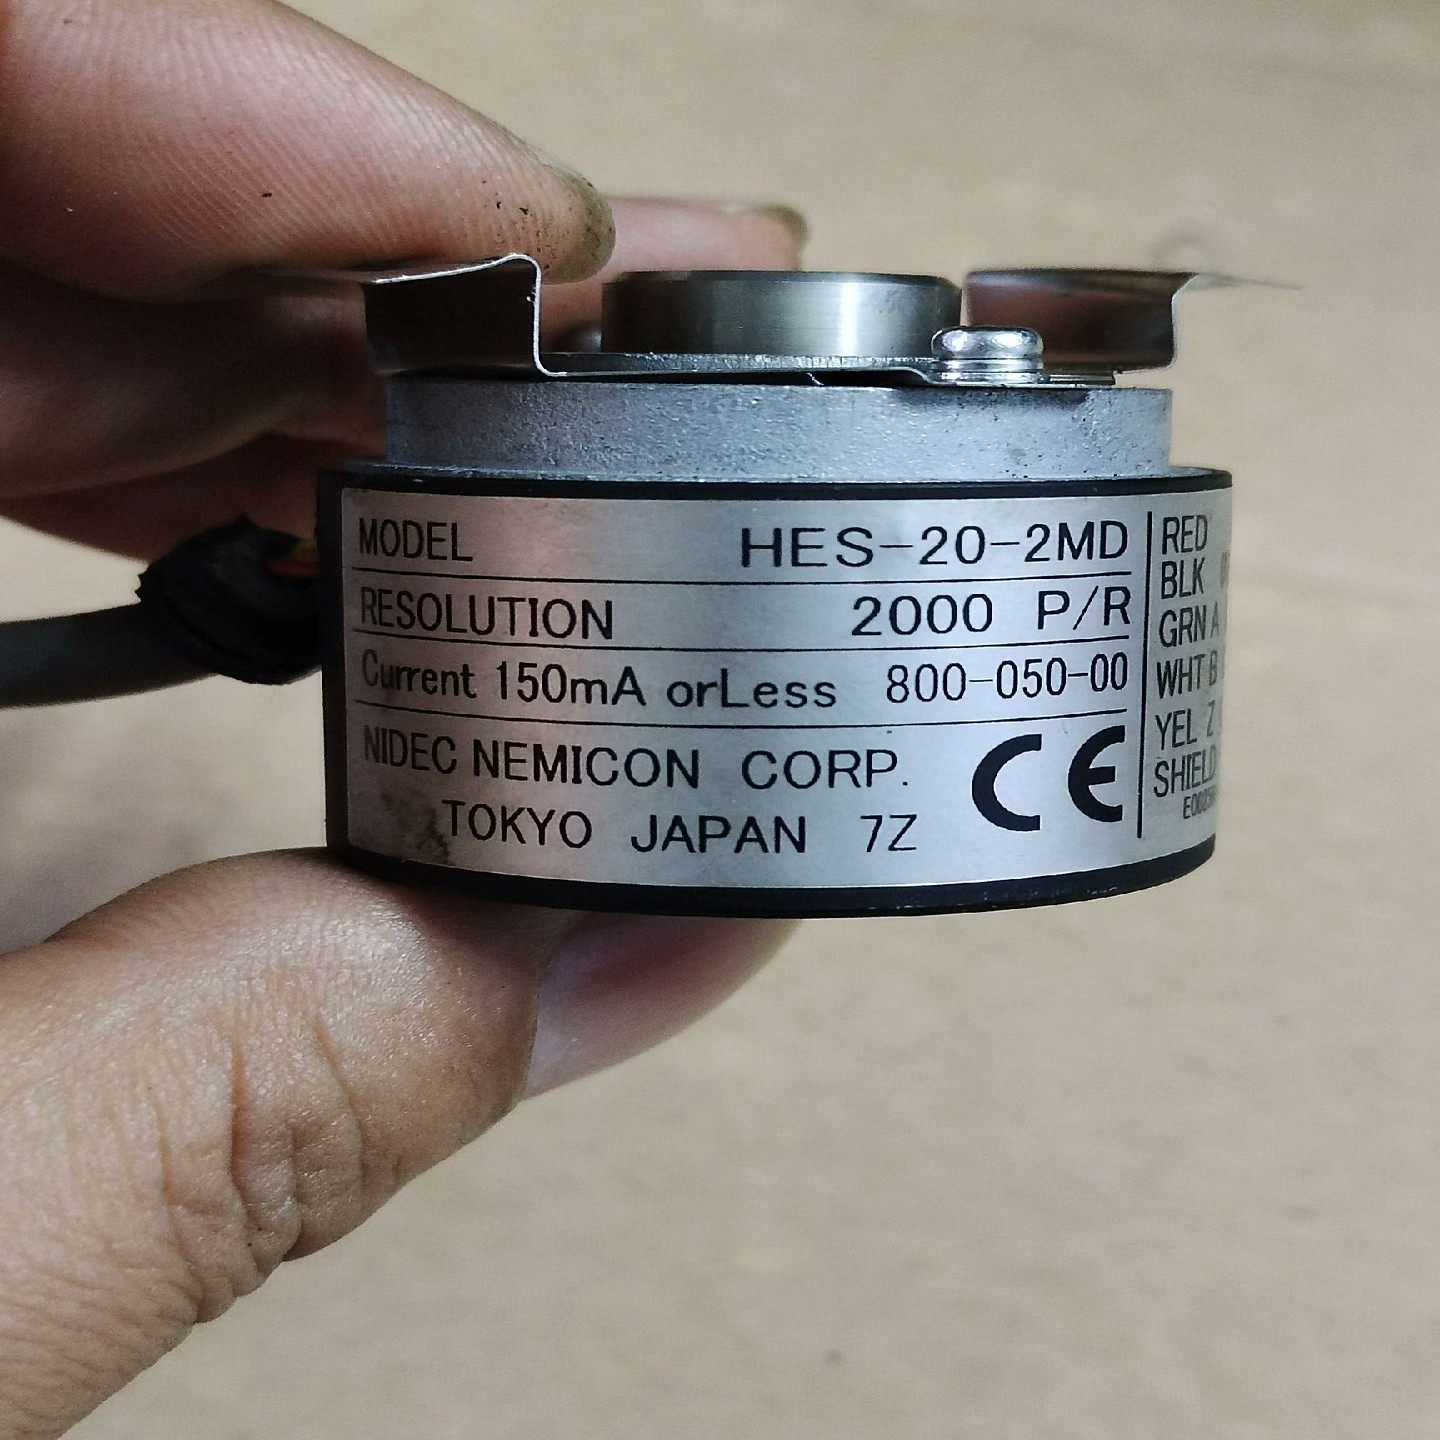 MODEL HES-20-2MD
RESOLUTION 2000 P/R
Current 150mA orLess 800-050-00
NIDEC NEMICON CORP.
TOKYO JAPAN 7Z
CE
RED
BLK
GRN A
WHT B
YEL Z
SHIELD